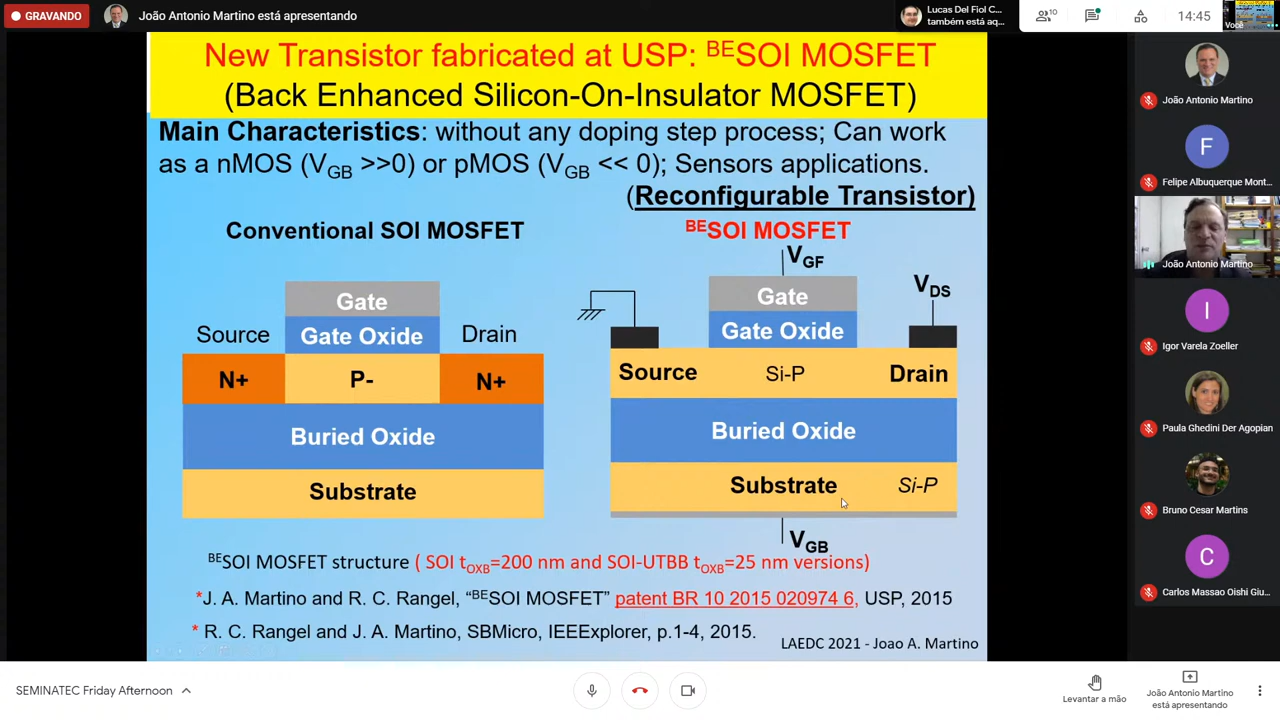 GRAVANDO
João Antonio Martino está apresentando
Lucas Del Fiol C...
também está aq...
10
14:45
Você
New Transistor fabricated at USP: BESOI MOSFET
(Back Enhanced Silicon-On-Insulator MOSFET)
Main Characteristics: without any doping step process; Can work
as a nMOS (VGB >>0) or pMOS (VGB << 0); Sensors applications.
(Reconfigurable Transistor)
Conventional SOI MOSFET
BESOI MOSFET
VGF
VDS
Gate
Gate
Source
Gate Oxide
Drain
Gate Oxide
N+
P-
N+
Source
Si-P
Drain
Buried Oxide
Buried Oxide
Substrate
Substrate
Si-P
VGB
BESOI MOSFET structure ( SOI tOXB=200 nm and SOI-UTBB tOXB=25 nm versions)
*J. A. Martino and R. C. Rangel, “BESOI MOSFET” patent BR 10 2015 020974 6, USP, 2015
* R. C. Rangel and J. A. Martino, SBMicro, IEEExplorer, p.1-4, 2015.
LAEDC 2021 - Joao A. Martino
João Antonio Martino
F
Felipe Albuquerque Mont...
João Antonio Martino
I
Igor Varela Zoeller
Paula Ghedini Der Agopian
Bruno Cesar Martins
C
Carlos Massao Oishi Giu...
SEMINATEC Friday Afternoon
Levantar a mão
João Antonio Martino
está apresentando